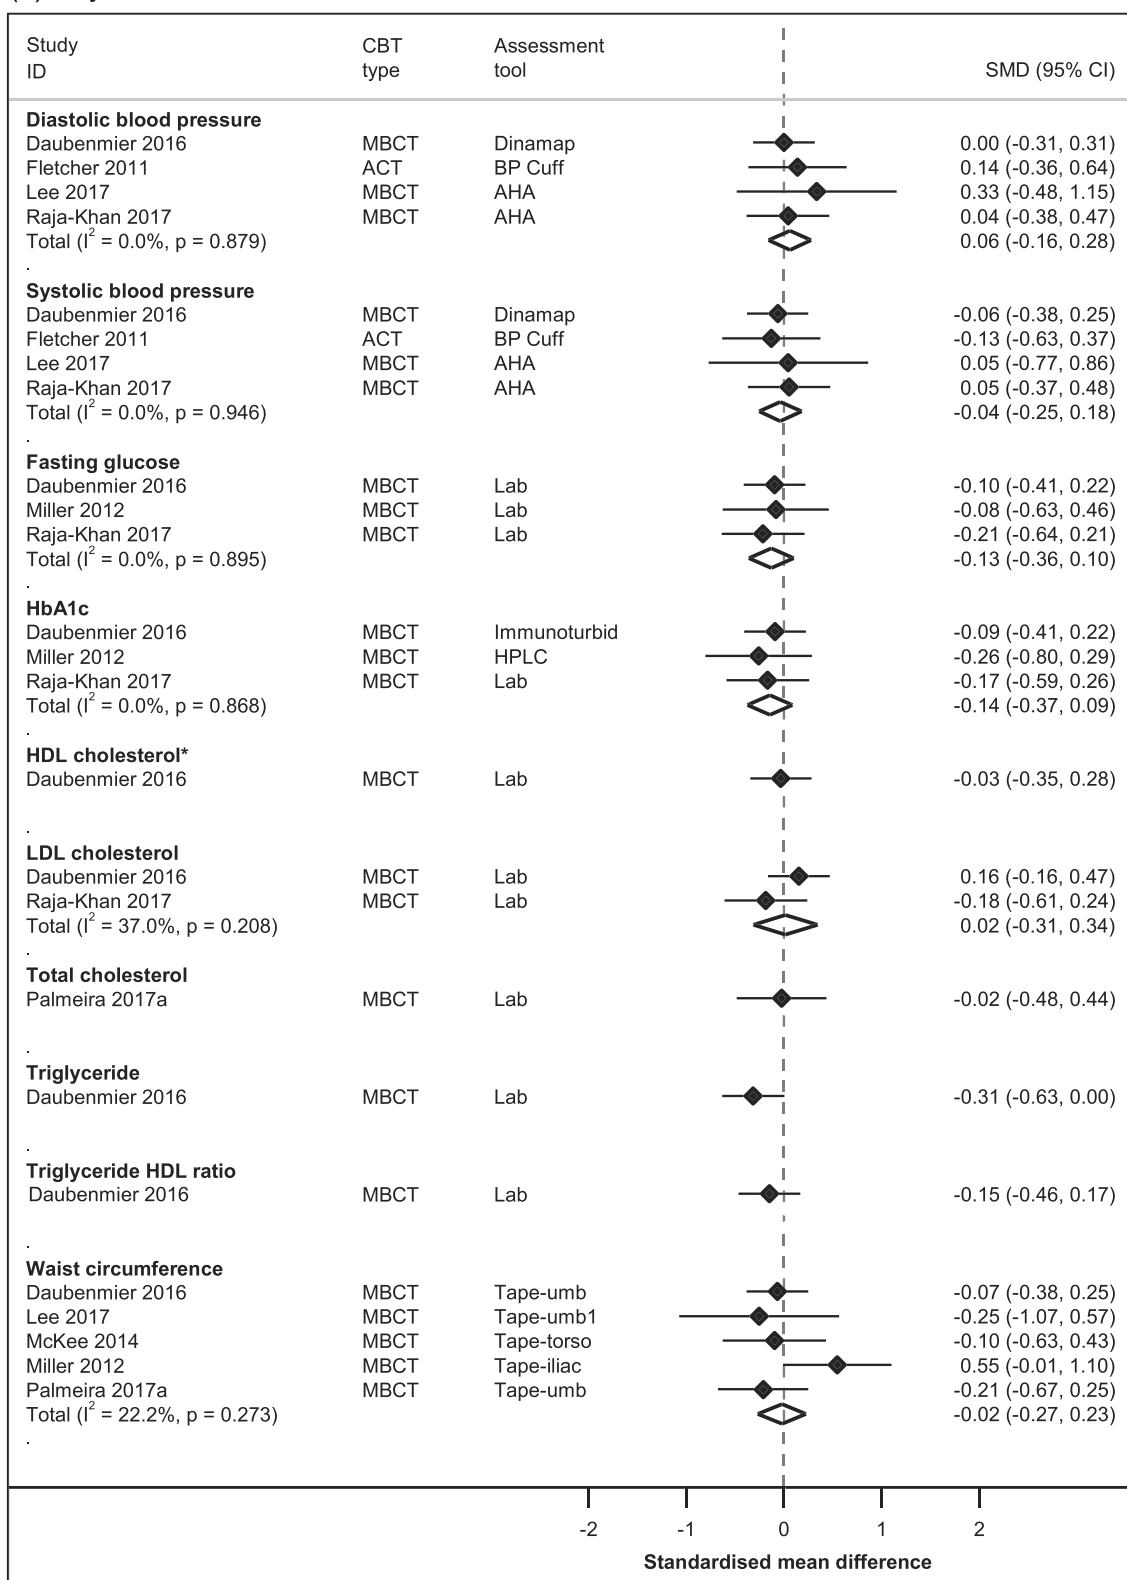 Study CBT Assessment
ID type tool SMD (95% CI)
Diastolic blood pressure
Daubenmier 2016 MBCT Dinamap 0.00 (-0.31, 0.31)
Fletcher 2011 ACT BP Cuff 0.14 (-0.36, 0.64)
Lee 2017 MBCT AHA 0.33 (-0.48, 1.15)
Raja-Khan 2017 MBCT AHA 0.04 (-0.38, 0.47)
Total (I² = 0.0%, p = 0.879) 0.06 (-0.16, 0.28)
.
Systolic blood pressure
Daubenmier 2016 MBCT Dinamap -0.06 (-0.38, 0.25)
Fletcher 2011 ACT BP Cuff -0.13 (-0.63, 0.37)
Lee 2017 MBCT AHA 0.05 (-0.77, 0.86)
Raja-Khan 2017 MBCT AHA 0.05 (-0.37, 0.48)
Total (I² = 0.0%, p = 0.946) -0.04 (-0.25, 0.18)
.
Fasting glucose
Daubenmier 2016 MBCT Lab -0.10 (-0.41, 0.22)
Miller 2012 MBCT Lab -0.08 (-0.63, 0.46)
Raja-Khan 2017 MBCT Lab -0.21 (-0.64, 0.21)
Total (I² = 0.0%, p = 0.895) -0.13 (-0.36, 0.10)
.
HbA1c
Daubenmier 2016 MBCT Immunoturbid -0.09 (-0.41, 0.22)
Miller 2012 MBCT HPLC -0.26 (-0.80, 0.29)
Raja-Khan 2017 MBCT Lab -0.17 (-0.59, 0.26)
Total (I² = 0.0%, p = 0.868) -0.14 (-0.37, 0.09)
.
HDL cholesterol*
Daubenmier 2016 MBCT Lab -0.03 (-0.35, 0.28)
.
LDL cholesterol
Daubenmier 2016 MBCT Lab 0.16 (-0.16, 0.47)
Raja-Khan 2017 MBCT Lab -0.18 (-0.61, 0.24)
Total (I² = 37.0%, p = 0.208) 0.02 (-0.31, 0.34)
.
Total cholesterol
Palmeira 2017a MBCT Lab -0.02 (-0.48, 0.44)
.
Triglyceride
Daubenmier 2016 MBCT Lab -0.31 (-0.63, 0.00)
.
Triglyceride HDL ratio
Daubenmier 2016 MBCT Lab -0.15 (-0.46, 0.17)
.
Waist circumference
Daubenmier 2016 MBCT Tape-umb -0.07 (-0.38, 0.25)
Lee 2017 MBCT Tape-umb1 -0.25 (-1.07, 0.57)
McKee 2014 MBCT Tape-torso -0.10 (-0.63, 0.43)
Miller 2012 MBCT Tape-iliac 0.55 (-0.01, 1.10)
Palmeira 2017a MBCT Tape-umb -0.21 (-0.67, 0.25)
Total (I² = 22.2%, p = 0.273) -0.02 (-0.27, 0.23)
.
-2 -1 0 1 2
Standardised mean difference